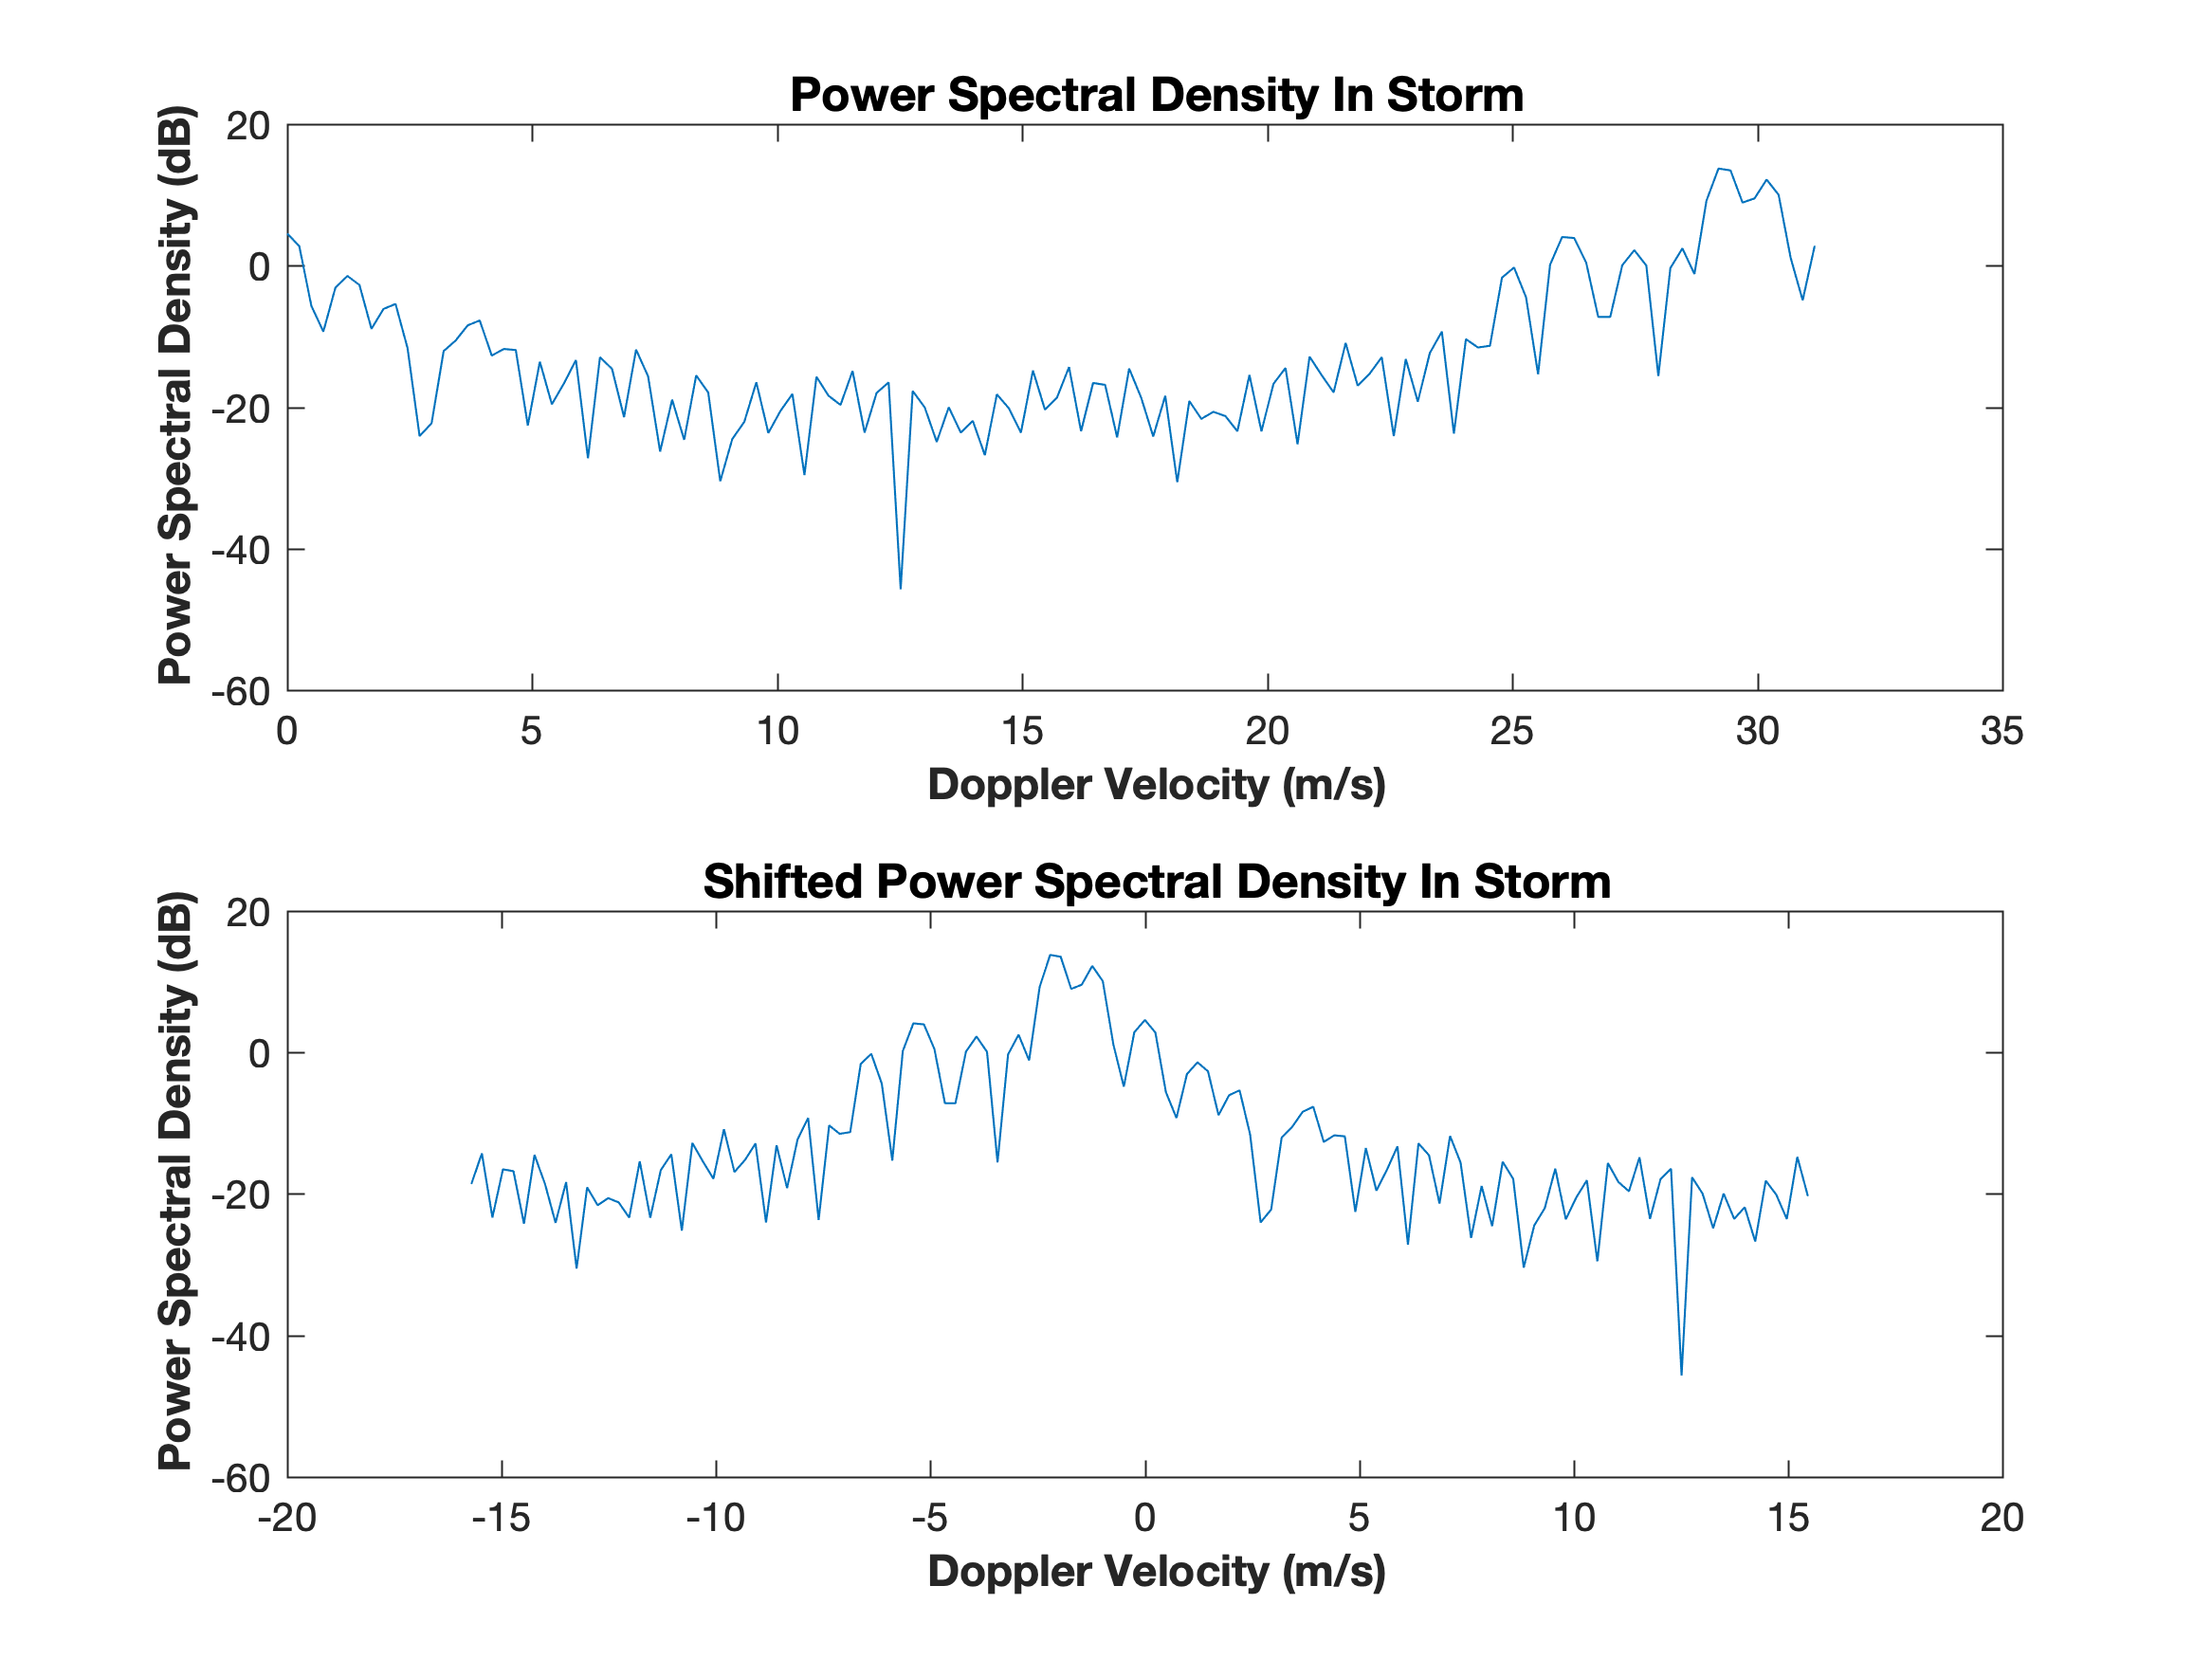 Power Spectral Density In Storm
Power Spectral Density (dB)
20
0
-20
-40
-60
0 5 10 15 20 25 30 35
Doppler Velocity (m/s)
Shifted Power Spectral Density In Storm
Power Spectral Density (dB)
20
0
-20
-40
-60
-20 -15 -10 -5 0 5 10 15 20
Doppler Velocity (m/s)